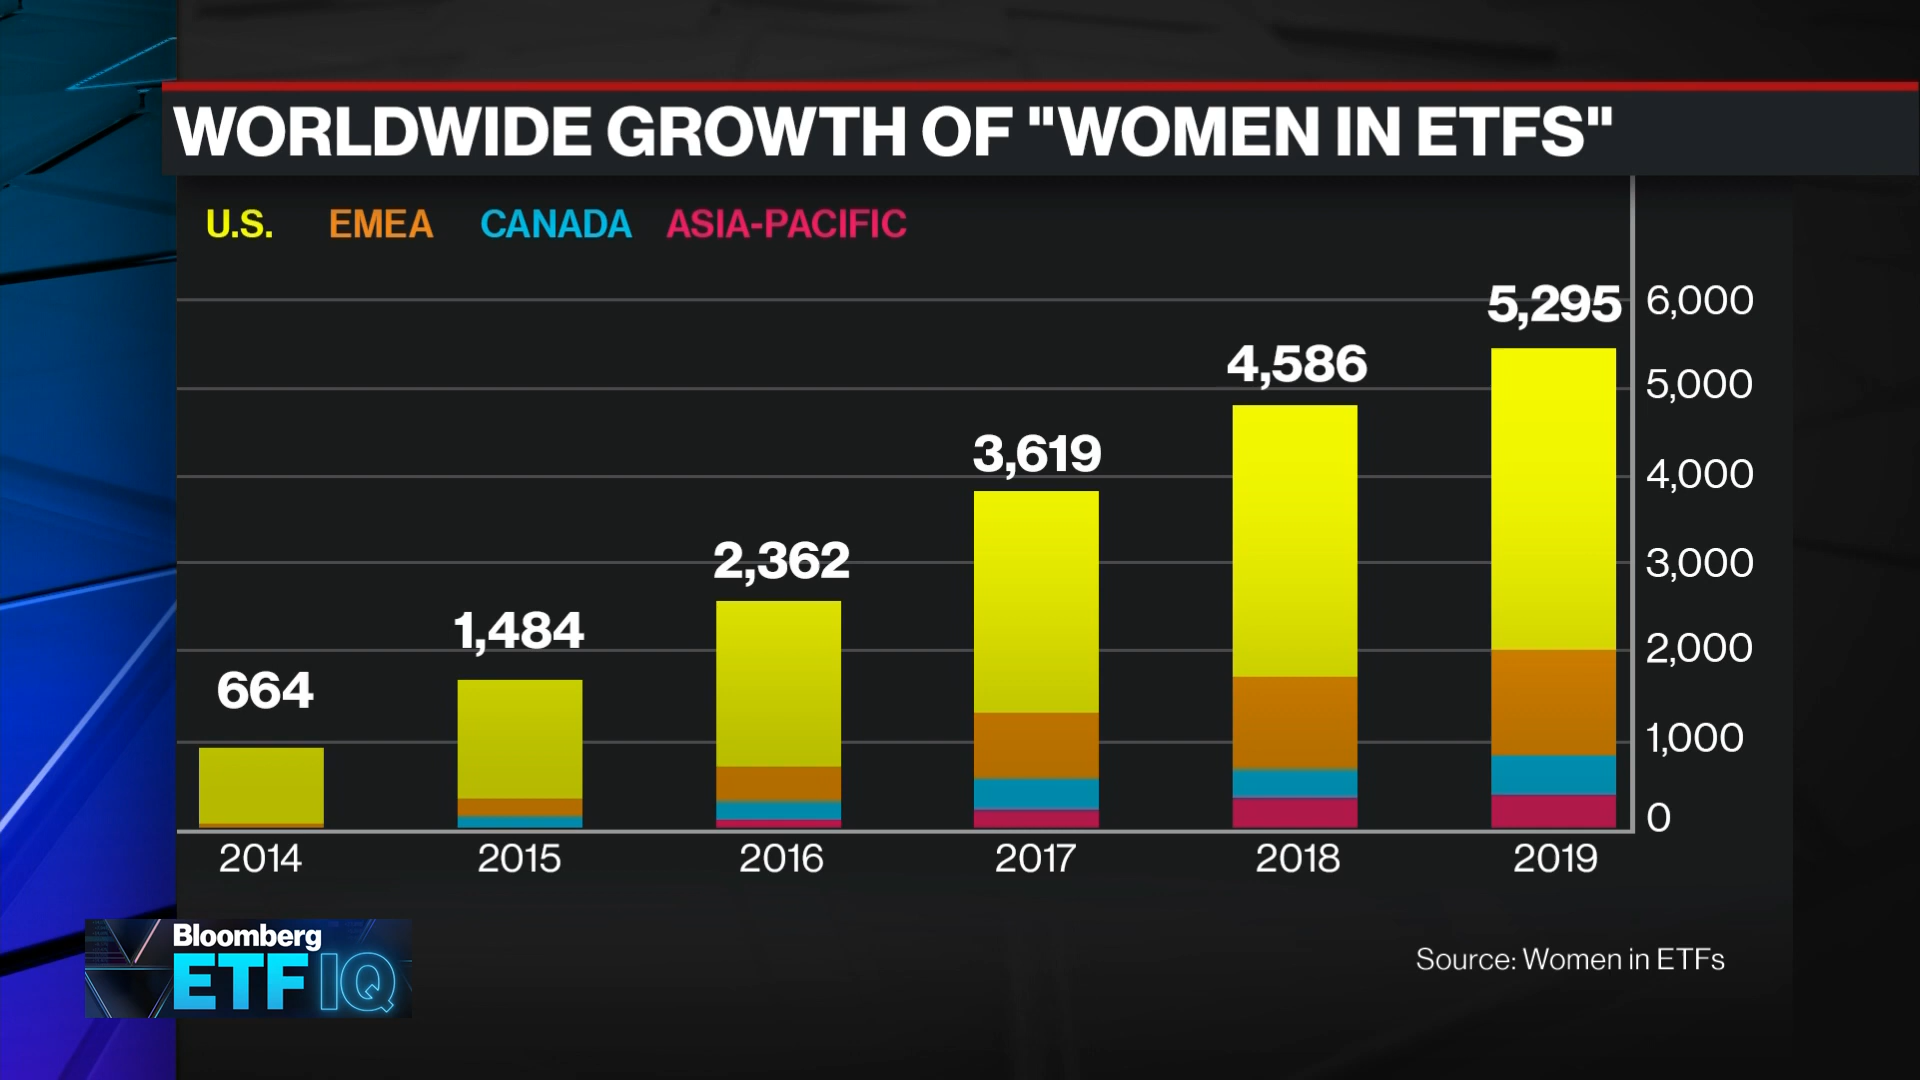 WORLDWIDE GROWTH OF "WOMEN IN ETFS"
U.S. EMEA CANADA ASIA-PACIFIC
5,295 6,000
4,586
5,000
3,619
4,000
2,362 3,000
1,484
2,000
664
1,000
0
2014 2015 2016 2017 2018 2019
Bloomberg
ETF IQ
Source: Women in ETFs